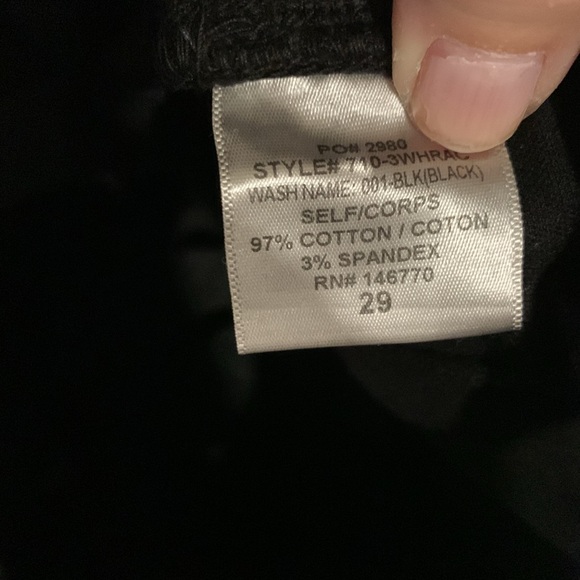 PO# 2980
STYLE# 710-3WHRAC
WASH NAME: 001-BLK(BLACK)
SELF/CORPS
97% COTTON / COTON
3% SPANDEX
RN# 146770
29